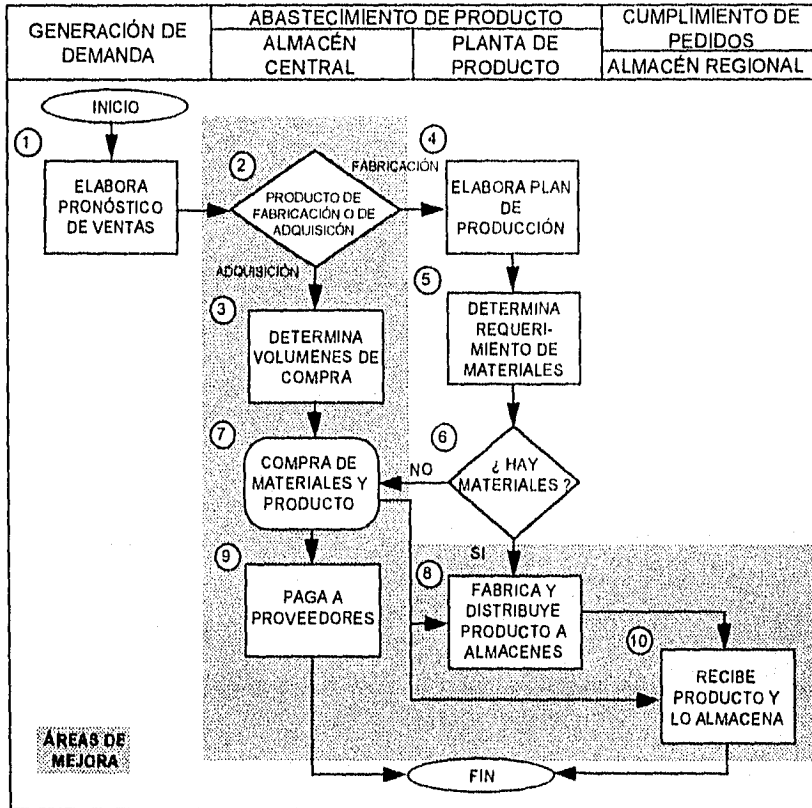 GENERACIÓN DE
DEMANDA
ABASTECIMIENTO DE PRODUCTO
ALMACÉN
CENTRAL
PLANTA DE
PRODUCTO
CUMPLIMIENTO DE
PEDIDOS
ALMACÉN REGIONAL
INICIO
1
ELABORA
PRONÓSTICO
DE VENTAS
2
PRODUCTO DE
FABRICACIÓN O DE
ADQUISICÓN
FABRICACIÓN
ADQUISICIÓN
4
ELABORA PLAN
DE
PRODUCCIÓN
3
DETERMINA
VOLUMENES DE
COMPRA
5
DETERMINA
REQUERI-
MIENTO DE
MATERIALES
6
¿ HAY
MATERIALES ?
NO
SI
7
COMPRA DE
MATERIALES Y
PRODUCTO
8
FABRICA Y
DISTRIBUYE
PRODUCTO A
ALMACENES
9
PAGA A
PROVEEDORES
10
RECIBE
PRODUCTO Y
LO ALMACENA
ÁREAS DE
MEJORA
FIN